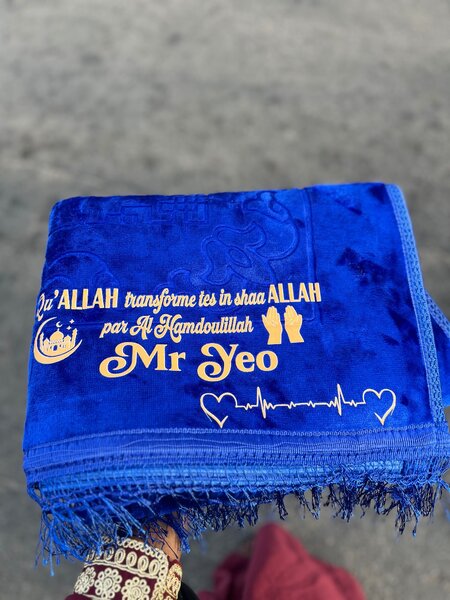 Qu'ALLAH transforme tes in shaa ALLAH
par Al Hamdoulillah
Mr Yeo